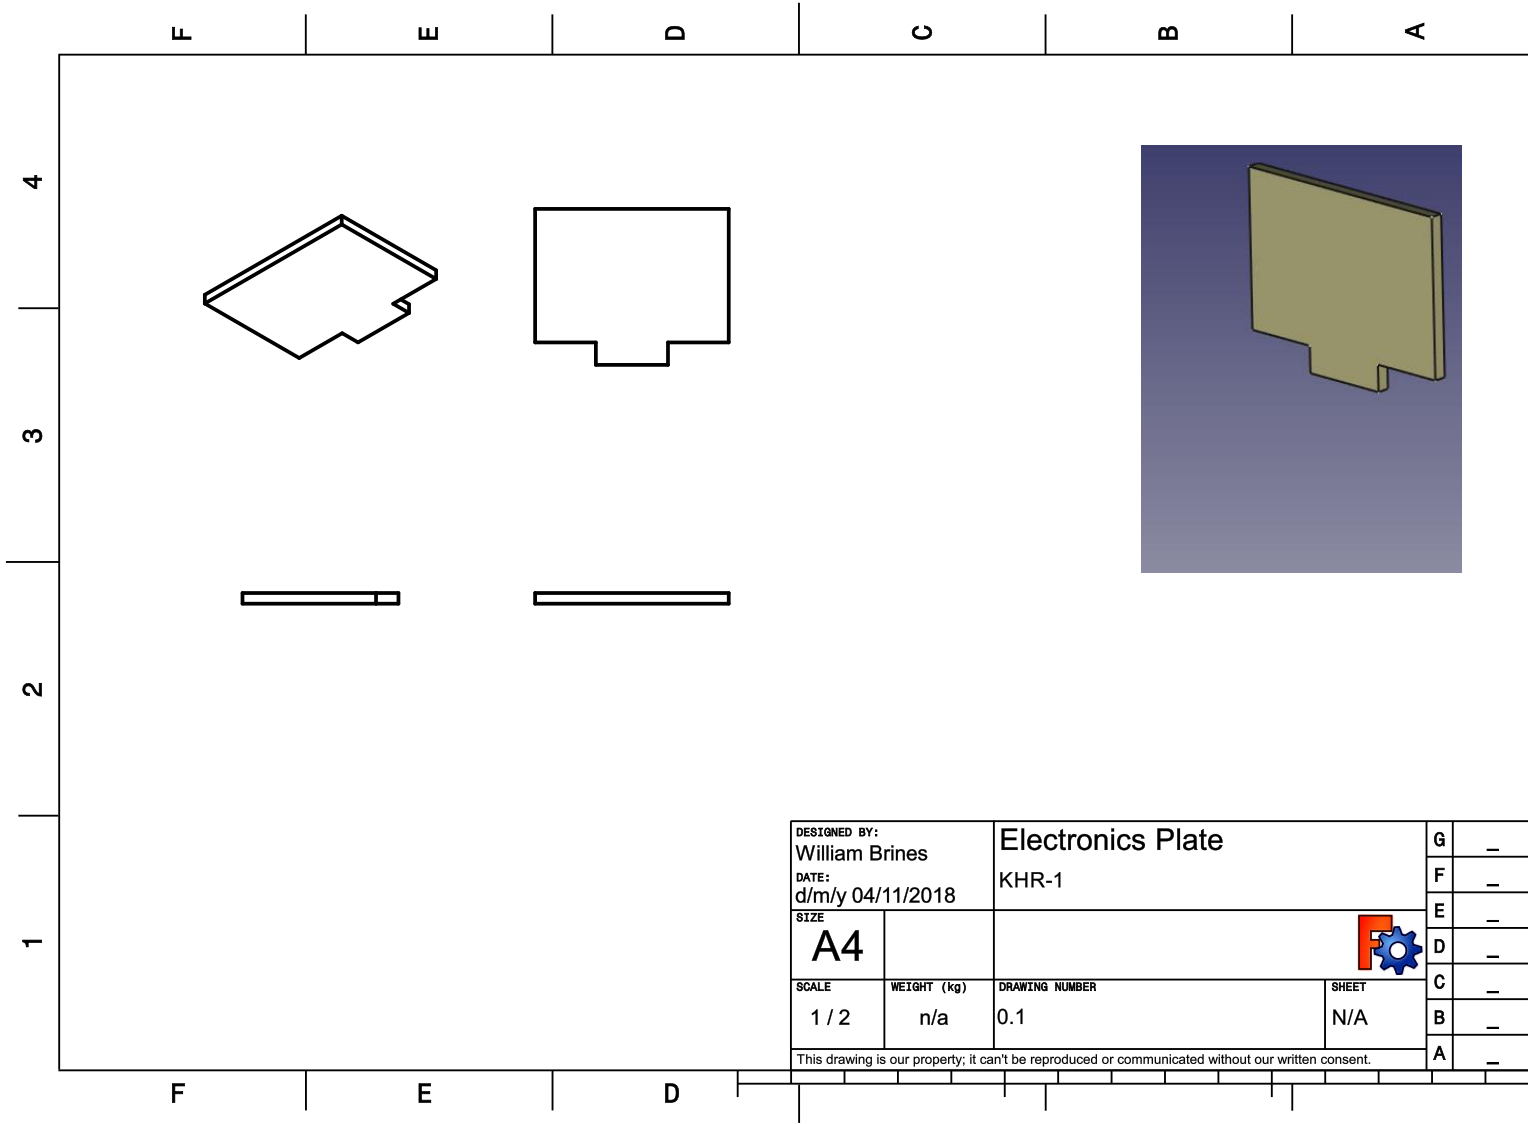 F E D C B A
4
3
2
1
DESIGNED BY:
William Brines
DATE:
d/m/y 04/11/2018
Electronics Plate
KHR-1
SIZE
A4
SCALE
1 / 2
WEIGHT (kg)
n/a
DRAWING NUMBER
0.1
SHEET
N/A
This drawing is our property; it can't be reproduced or communicated without our written consent.
G _
F _
E _
D _
C _
B _
A _
F E D